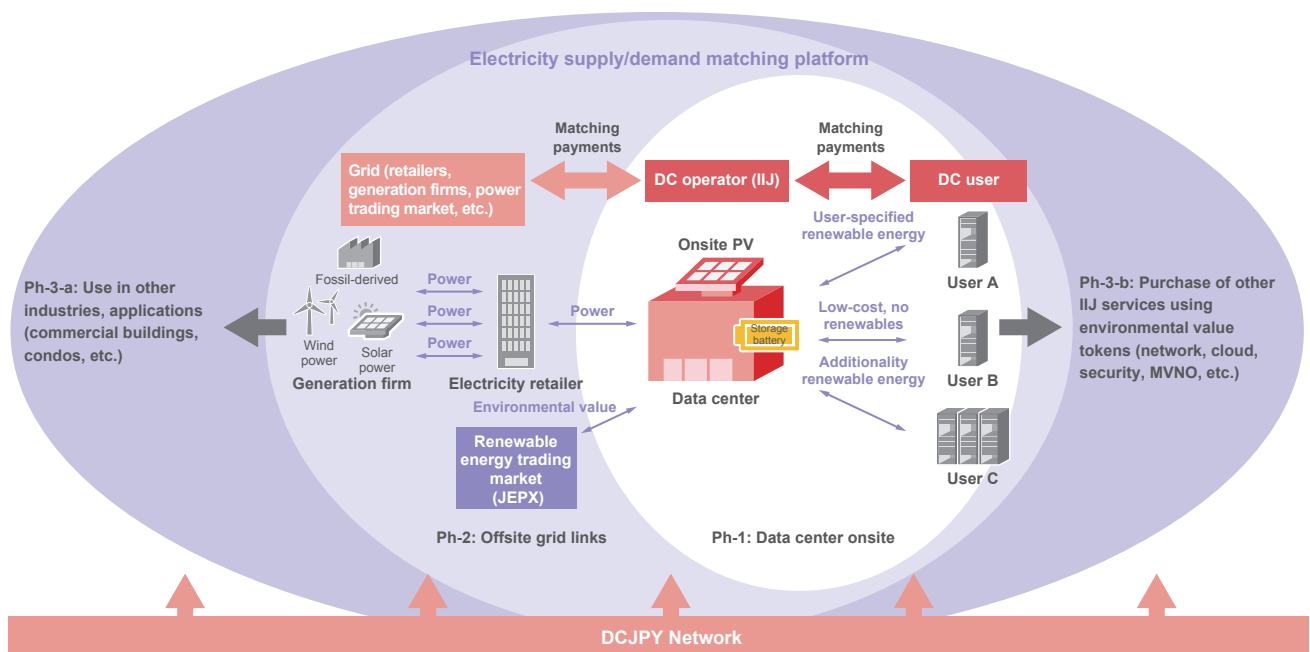 Electricity supply/demand matching platform
Matching
payments
Matching
payments
Grid (retailers,
generation firms, power
trading market, etc.)
DC operator (IIJ)
DC user
User-specified
renewable energy
Onsite PV
Fossil-derived
Power
User A
Ph-3-a: Use in other
industries, applications
(commercial buildings,
condos, etc.)
Ph-3-b: Purchase of other
IIJ services using
environmental value
tokens (network, cloud,
security, MVNO, etc.)
Power
Power
Low-cost, no
renewables
Storage
battery
Wind
power
Solar
power
Power
Additionality
renewable energy
User B
Generation firm
Electricity retailer
Data center
Environmental value
Renewable
energy trading
market
(JEPX)
User C
Ph-2: Offsite grid links
Ph-1: Data center onsite
DCJPY Network